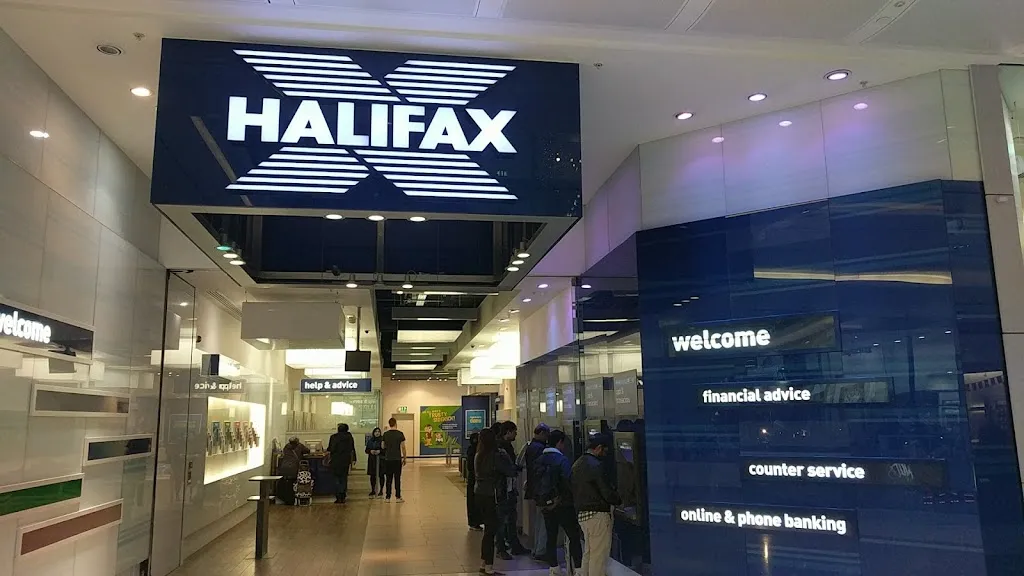 HALIFAX
welcome
help & advice
welcome
financial advice
counter service
online & phone banking